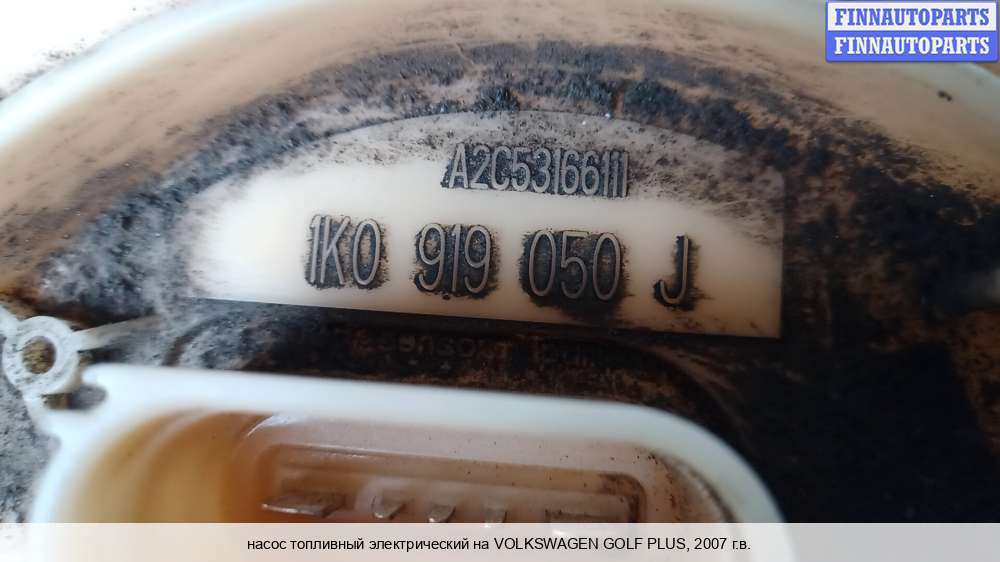 FINNAUTOPARTS
FINNAUTOPARTS
A2C53166111
1K0 919 050 J
насос топливный электрический на VOLKSWAGEN GOLF PLUS, 2007 г.в.